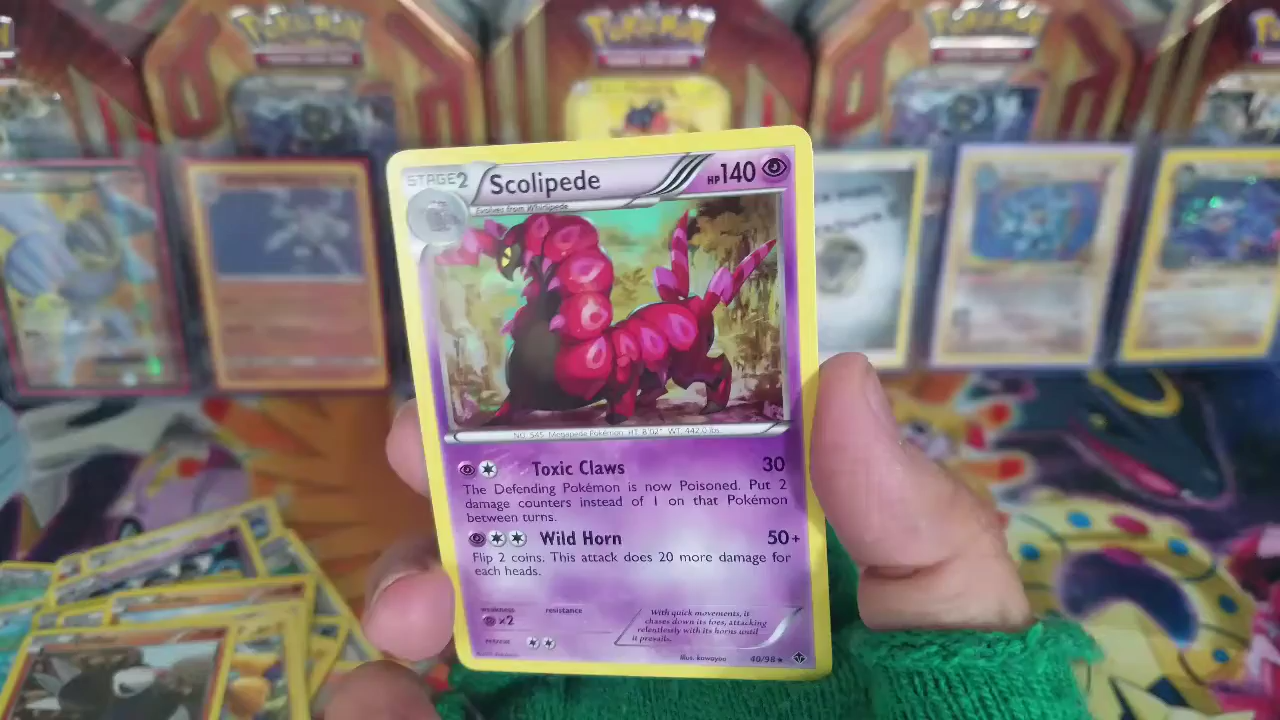 POKéMON
POKéMON
POKéMON
STAGE2
Scolipede
HP140
Evolves from Whirlipede
NO. 545 Megapede Pokémon HT: 8'02" WT: 442.0 lbs.
Toxic Claws 30
The Defending Pokémon is now Poisoned. Put 2
damage counters instead of 1 on that Pokémon
between turns.
Wild Horn 50+
Flip 2 coins. This attack does 20 more damage for
each heads.
weakness resistance
×2
retreat
With quick movements, it
chases down its foes, attacking
relentlessly with its horns until
it prevails.
Illus. kawayoo 40/98